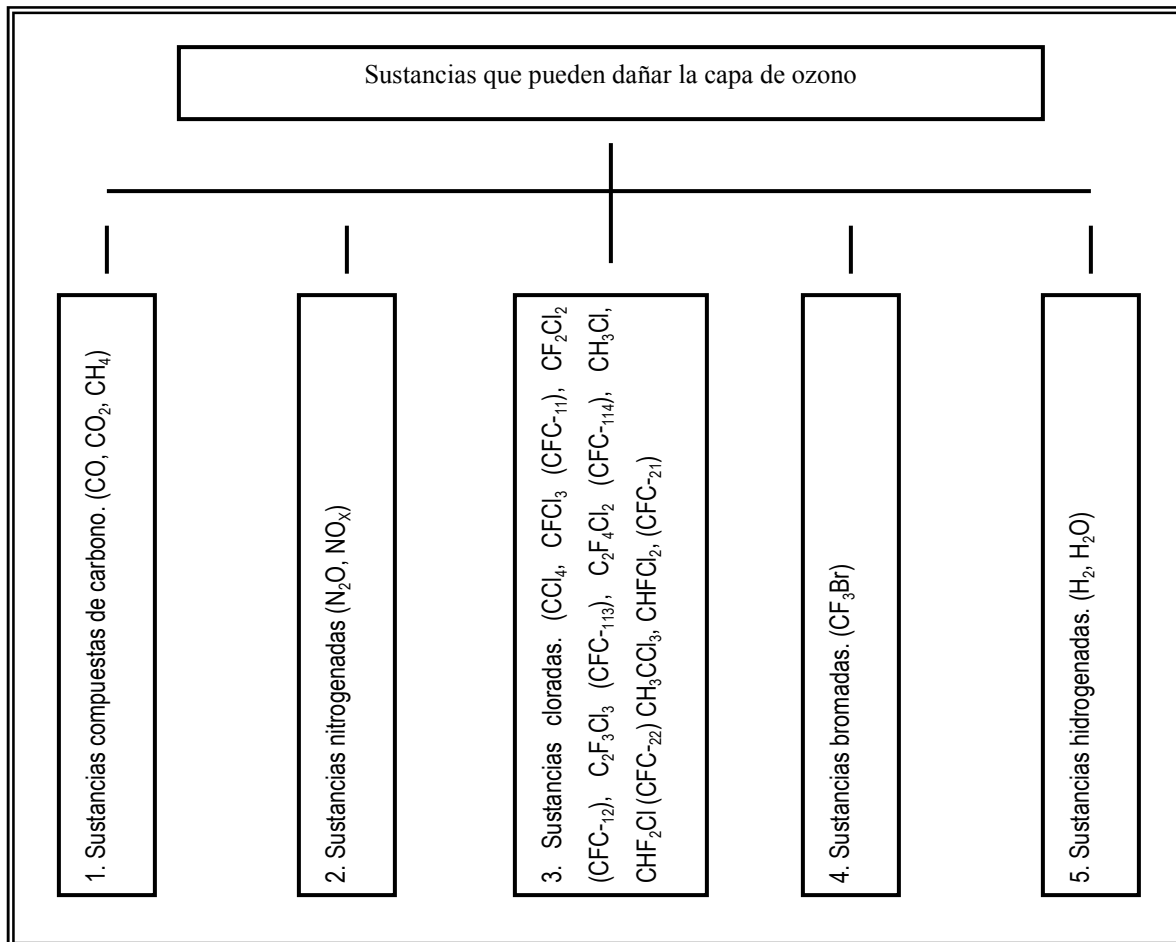 Sustancias que pueden dañar la capa de ozono
1. Sustancias compuestas de carbono. (CO, CO₂, CH₄)
2. Sustancias nitrogenadas (N₂O, NOₓ)
3. Sustancias cloradas. (CCl₄, CFCl₃ (CFC-₁₁), CF₂Cl₂
(CFC-₁₂), C₂F₃Cl₃ (CFC-₁₁₃), C₂F₄Cl₂ (CFC-₁₁₄), CH₃Cl,
CHF₂Cl (CFC-₂₂) CH₃CCl₃, CHFCl₂, (CFC-₂₁)
4. Sustancias bromadas. (CF₃Br)
5. Sustancias hidrogenadas. (H₂, H₂O)